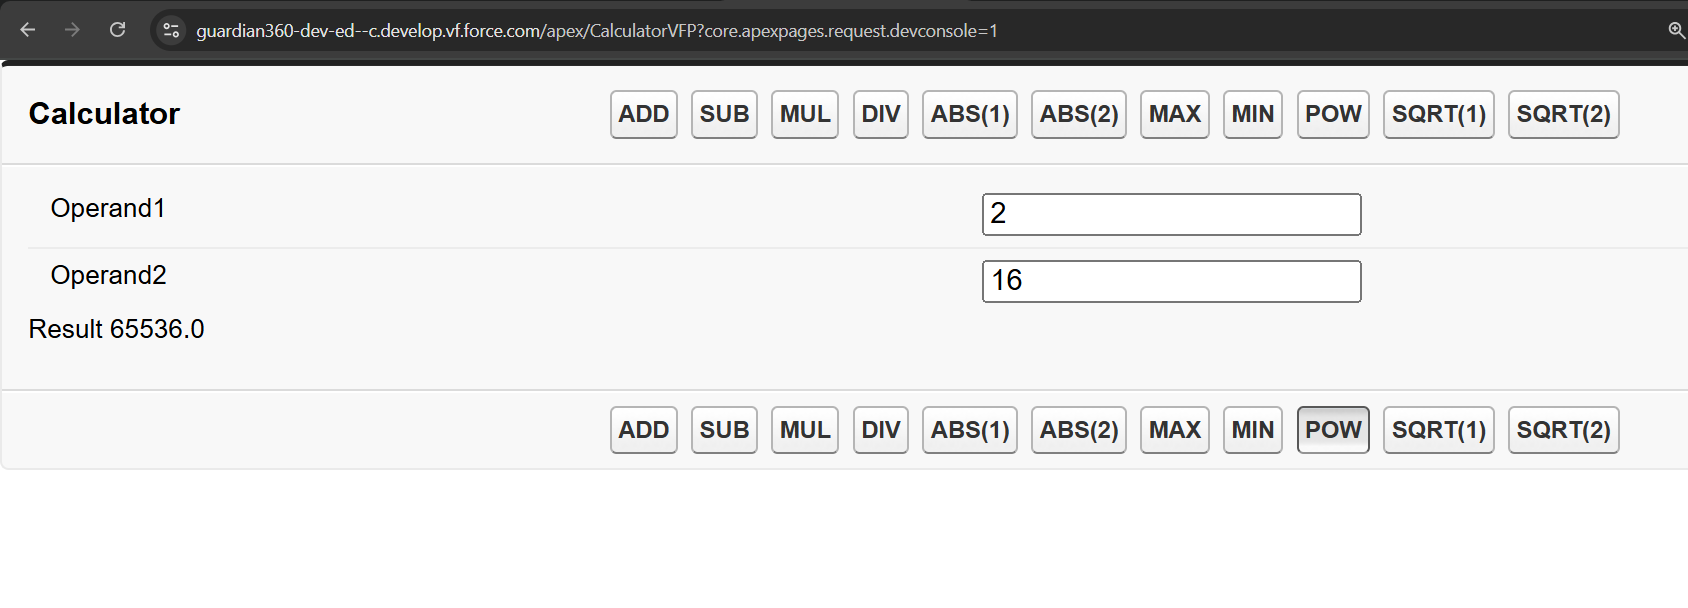 guardian360-dev-ed--c.develop.vf.force.com/apex/CalculatorVFP?core.apexpages.request.devconsole=1
Calculator ADD SUB MUL DIV ABS(1) ABS(2) MAX MIN POW SQRT(1) SQRT(2)
Operand1 2
Operand2 16
Result 65536.0
ADD SUB MUL DIV ABS(1) ABS(2) MAX MIN POW SQRT(1) SQRT(2)